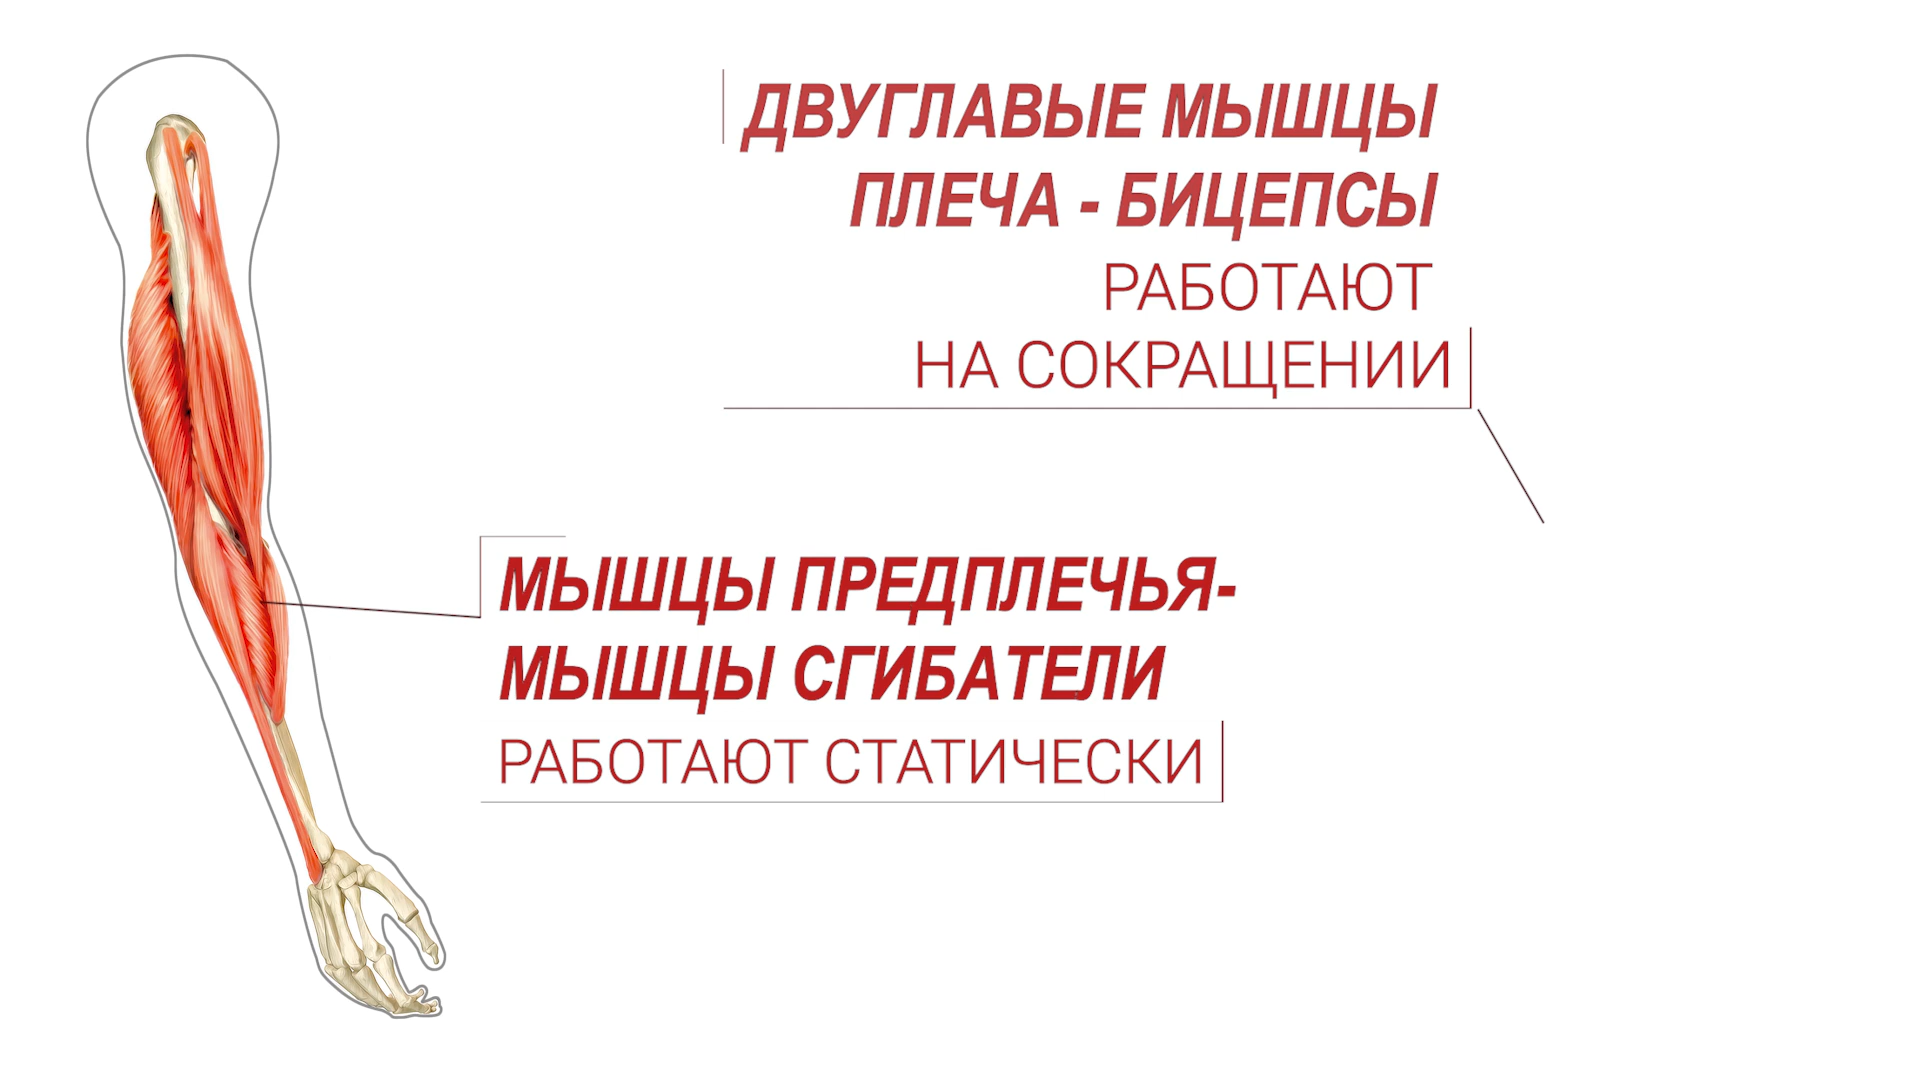 ДВУГЛАВЫЕ МЫШЦЫ
ПЛЕЧА - БИЦЕПСЫ
РАБОТАЮТ
НА СОКРАЩЕНИИ
МЫШЦЫ ПРЕДПЛЕЧЬЯ-
МЫШЦЫ СГИБАТЕЛИ
РАБОТАЮТ СТАТИЧЕСКИ